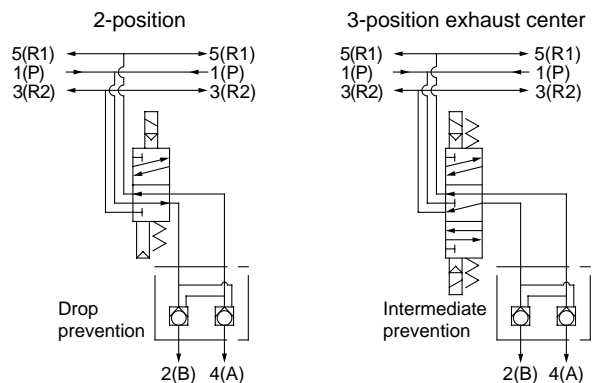 2-position
3-position exhaust center
5(R1) 5(R1)
1(P) 1(P)
3(R2) 3(R2)
5(R1) 5(R1)
1(P) 1(P)
3(R2) 3(R2)
Drop
prevention
Intermediate
prevention
2(B) 4(A)
2(B) 4(A)